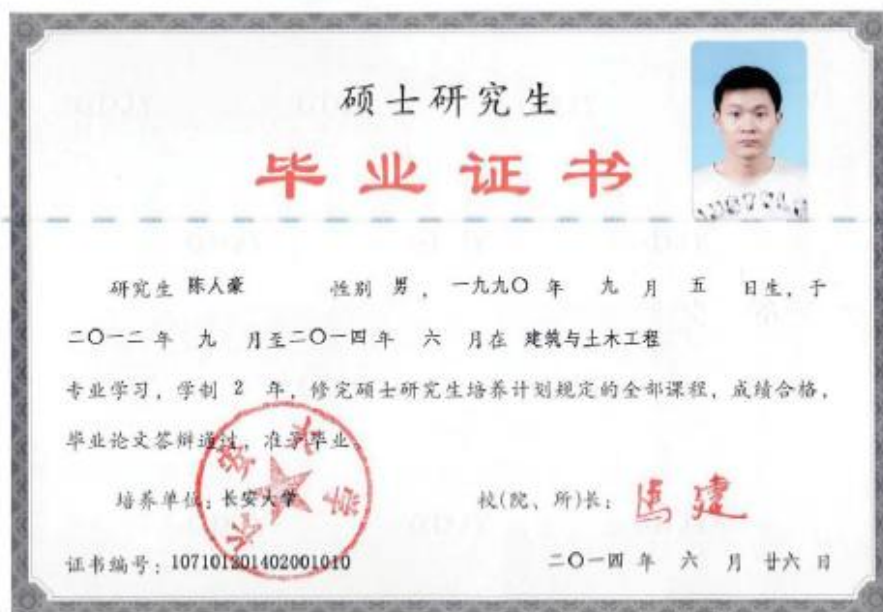 硕士研究生
毕业证书
研究生 陈人豪 性别 男 ，一九九〇 年 九 月 五 日生，于
二〇一二 年 九 月至二〇一四 年 六 月在 建筑与土木工程
专业学习，学制 2 年，修完硕士研究生培养计划规定的全部课程，成绩合格，
毕业论文答辩通过，准予毕业。
培养单位：长安大学 校(院、所)长：马建
长安大学
证书编号：107101201402001010 二〇一四 年 六 月 廿六 日